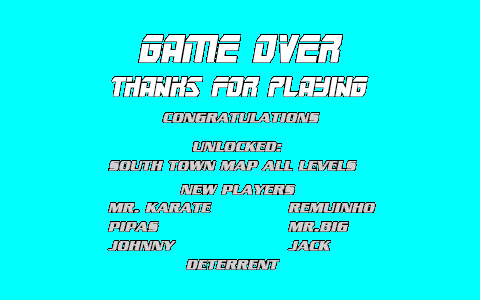 GAME OVER
THANKS FOR PLAYING
CONGRATULATIONS
UNLOCKED:
SOUTH TOWN MAP ALL LEVELS
NEW PLAYERS
MR. KARATE REMUINHO
PIPAS MR.BIG
JOHNNY JACK
DETERRENT